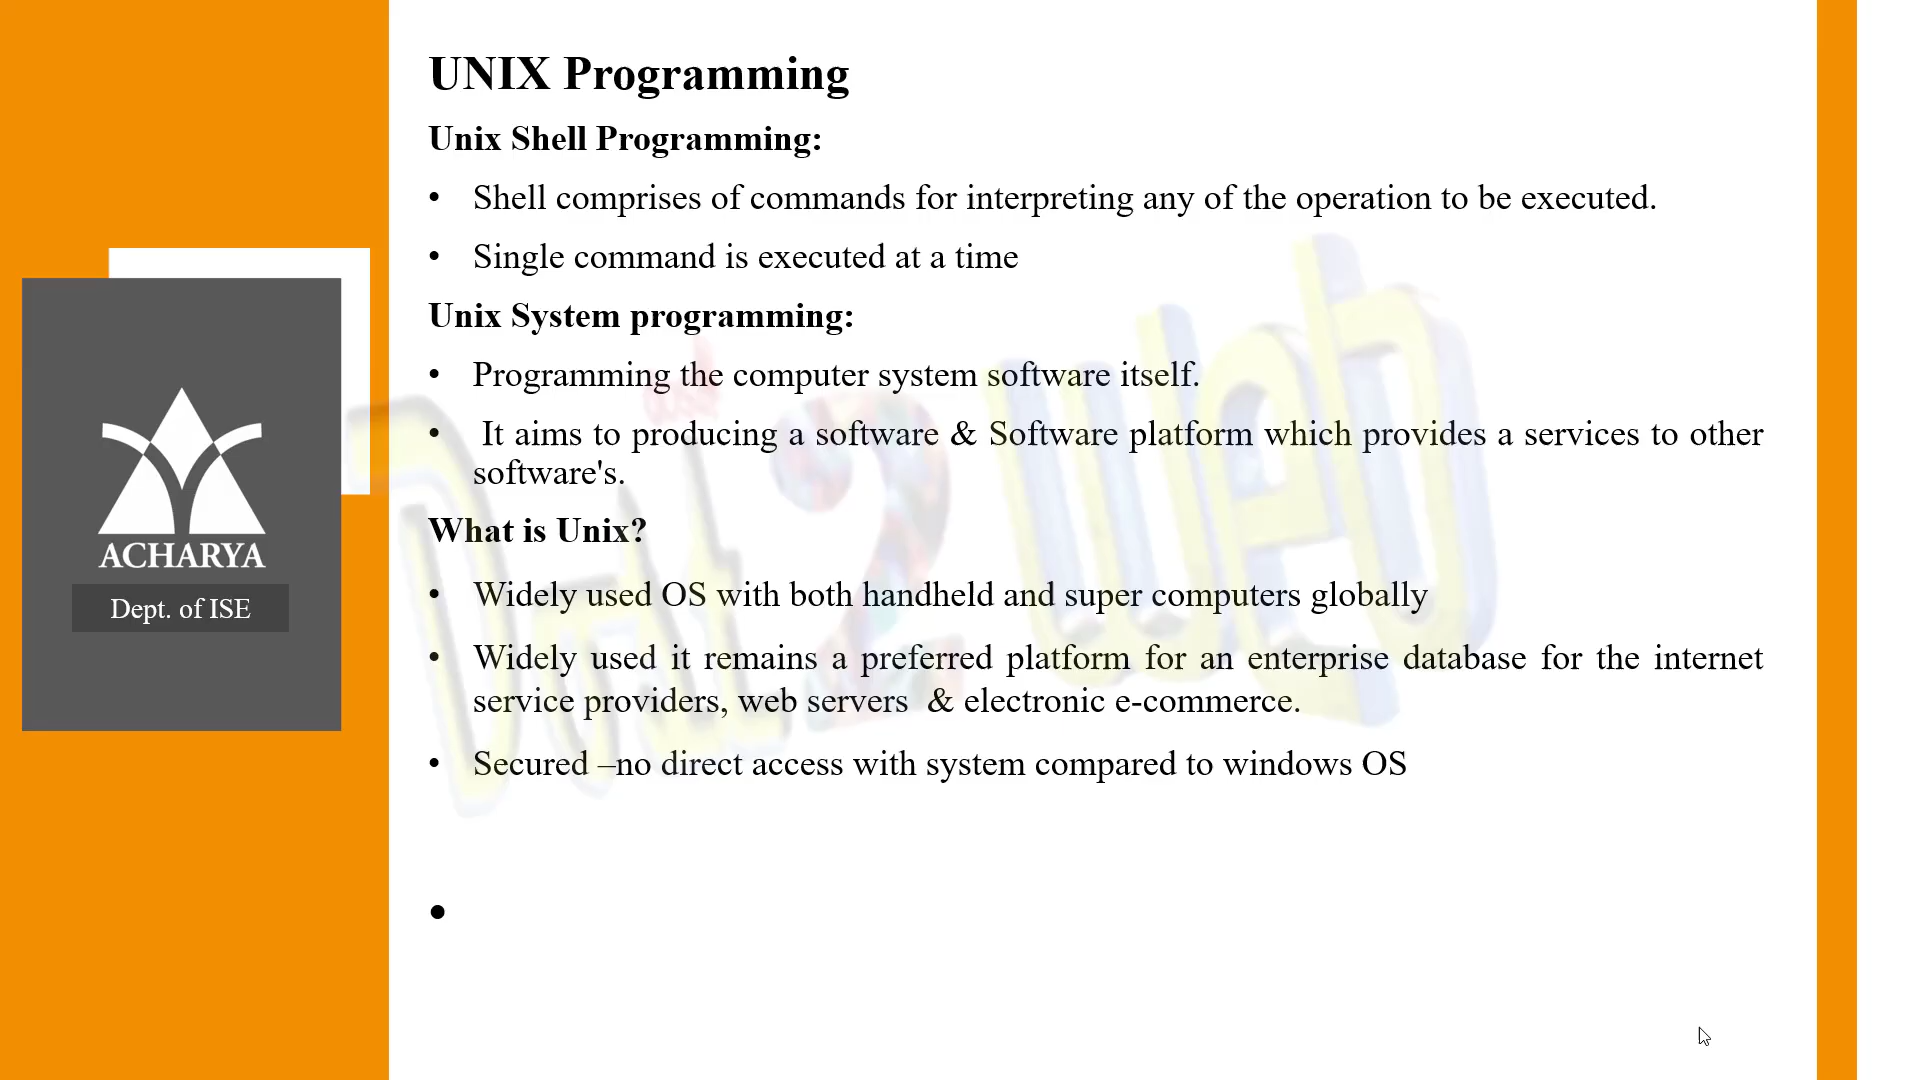 UNIX Programming
Unix Shell Programming:
• Shell comprises of commands for interpreting any of the operation to be executed.
• Single command is executed at a time
Unix System programming:
• Programming the computer system software itself.
• It aims to producing a software & Software platform which provides a services to other
software's.
What is Unix?
• Widely used OS with both handheld and super computers globally
• Widely used it remains a preferred platform for an enterprise database for the internet
service providers, web servers & electronic e-commerce.
• Secured –no direct access with system compared to windows OS
•
ACHARYA
Dept. of ISE